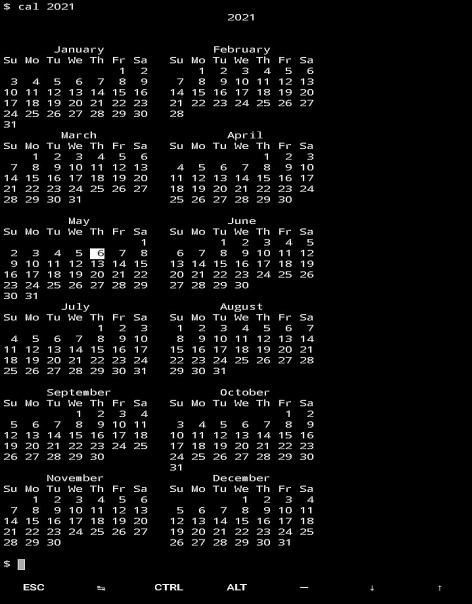 $ cal 2021
2021
January February
Su Mo Tu We Th Fr Sa Su Mo Tu We Th Fr Sa
1 2 1 2 3 4 5 6
3 4 5 6 7 8 9 7 8 9 10 11 12 13
10 11 12 13 14 15 16 14 15 16 17 18 19 20
17 18 19 20 21 22 23 21 22 23 24 25 26 27
24 25 26 27 28 29 30 28
31
March April
Su Mo Tu We Th Fr Sa Su Mo Tu We Th Fr Sa
1 2 3 4 5 6 1 2 3
7 8 9 10 11 12 13 4 5 6 7 8 9 10
14 15 16 17 18 19 20 11 12 13 14 15 16 17
21 22 23 24 25 26 27 18 19 20 21 22 23 24
28 29 30 31 25 26 27 28 29 30
May June
Su Mo Tu We Th Fr Sa Su Mo Tu We Th Fr Sa
1 1 2 3 4 5
2 3 4 5 6 7 8 6 7 8 9 10 11 12
9 10 11 12 13 14 15 13 14 15 16 17 18 19
16 17 18 19 20 21 22 20 21 22 23 24 25 26
23 24 25 26 27 28 29 27 28 29 30
30 31
July August
Su Mo Tu We Th Fr Sa Su Mo Tu We Th Fr Sa
1 2 3 1 2 3 4 5 6 7
4 5 6 7 8 9 10 8 9 10 11 12 13 14
11 12 13 14 15 16 17 15 16 17 18 19 20 21
18 19 20 21 22 23 24 22 23 24 25 26 27 28
25 26 27 28 29 30 31 29 30 31
September October
Su Mo Tu We Th Fr Sa Su Mo Tu We Th Fr Sa
1 2 3 4 1 2
5 6 7 8 9 10 11 3 4 5 6 7 8 9
12 13 14 15 16 17 18 10 11 12 13 14 15 16
19 20 21 22 23 24 25 17 18 19 20 21 22 23
26 27 28 29 30 24 25 26 27 28 29 30
31
November December
Su Mo Tu We Th Fr Sa Su Mo Tu We Th Fr Sa
1 2 3 4 5 6 1 2 3 4
7 8 9 10 11 12 13 5 6 7 8 9 10 11
14 15 16 17 18 19 20 12 13 14 15 16 17 18
21 22 23 24 25 26 27 19 20 21 22 23 24 25
28 29 30 26 27 28 29 30 31
$
ESC ↹ CTRL ALT — ↓ ↑